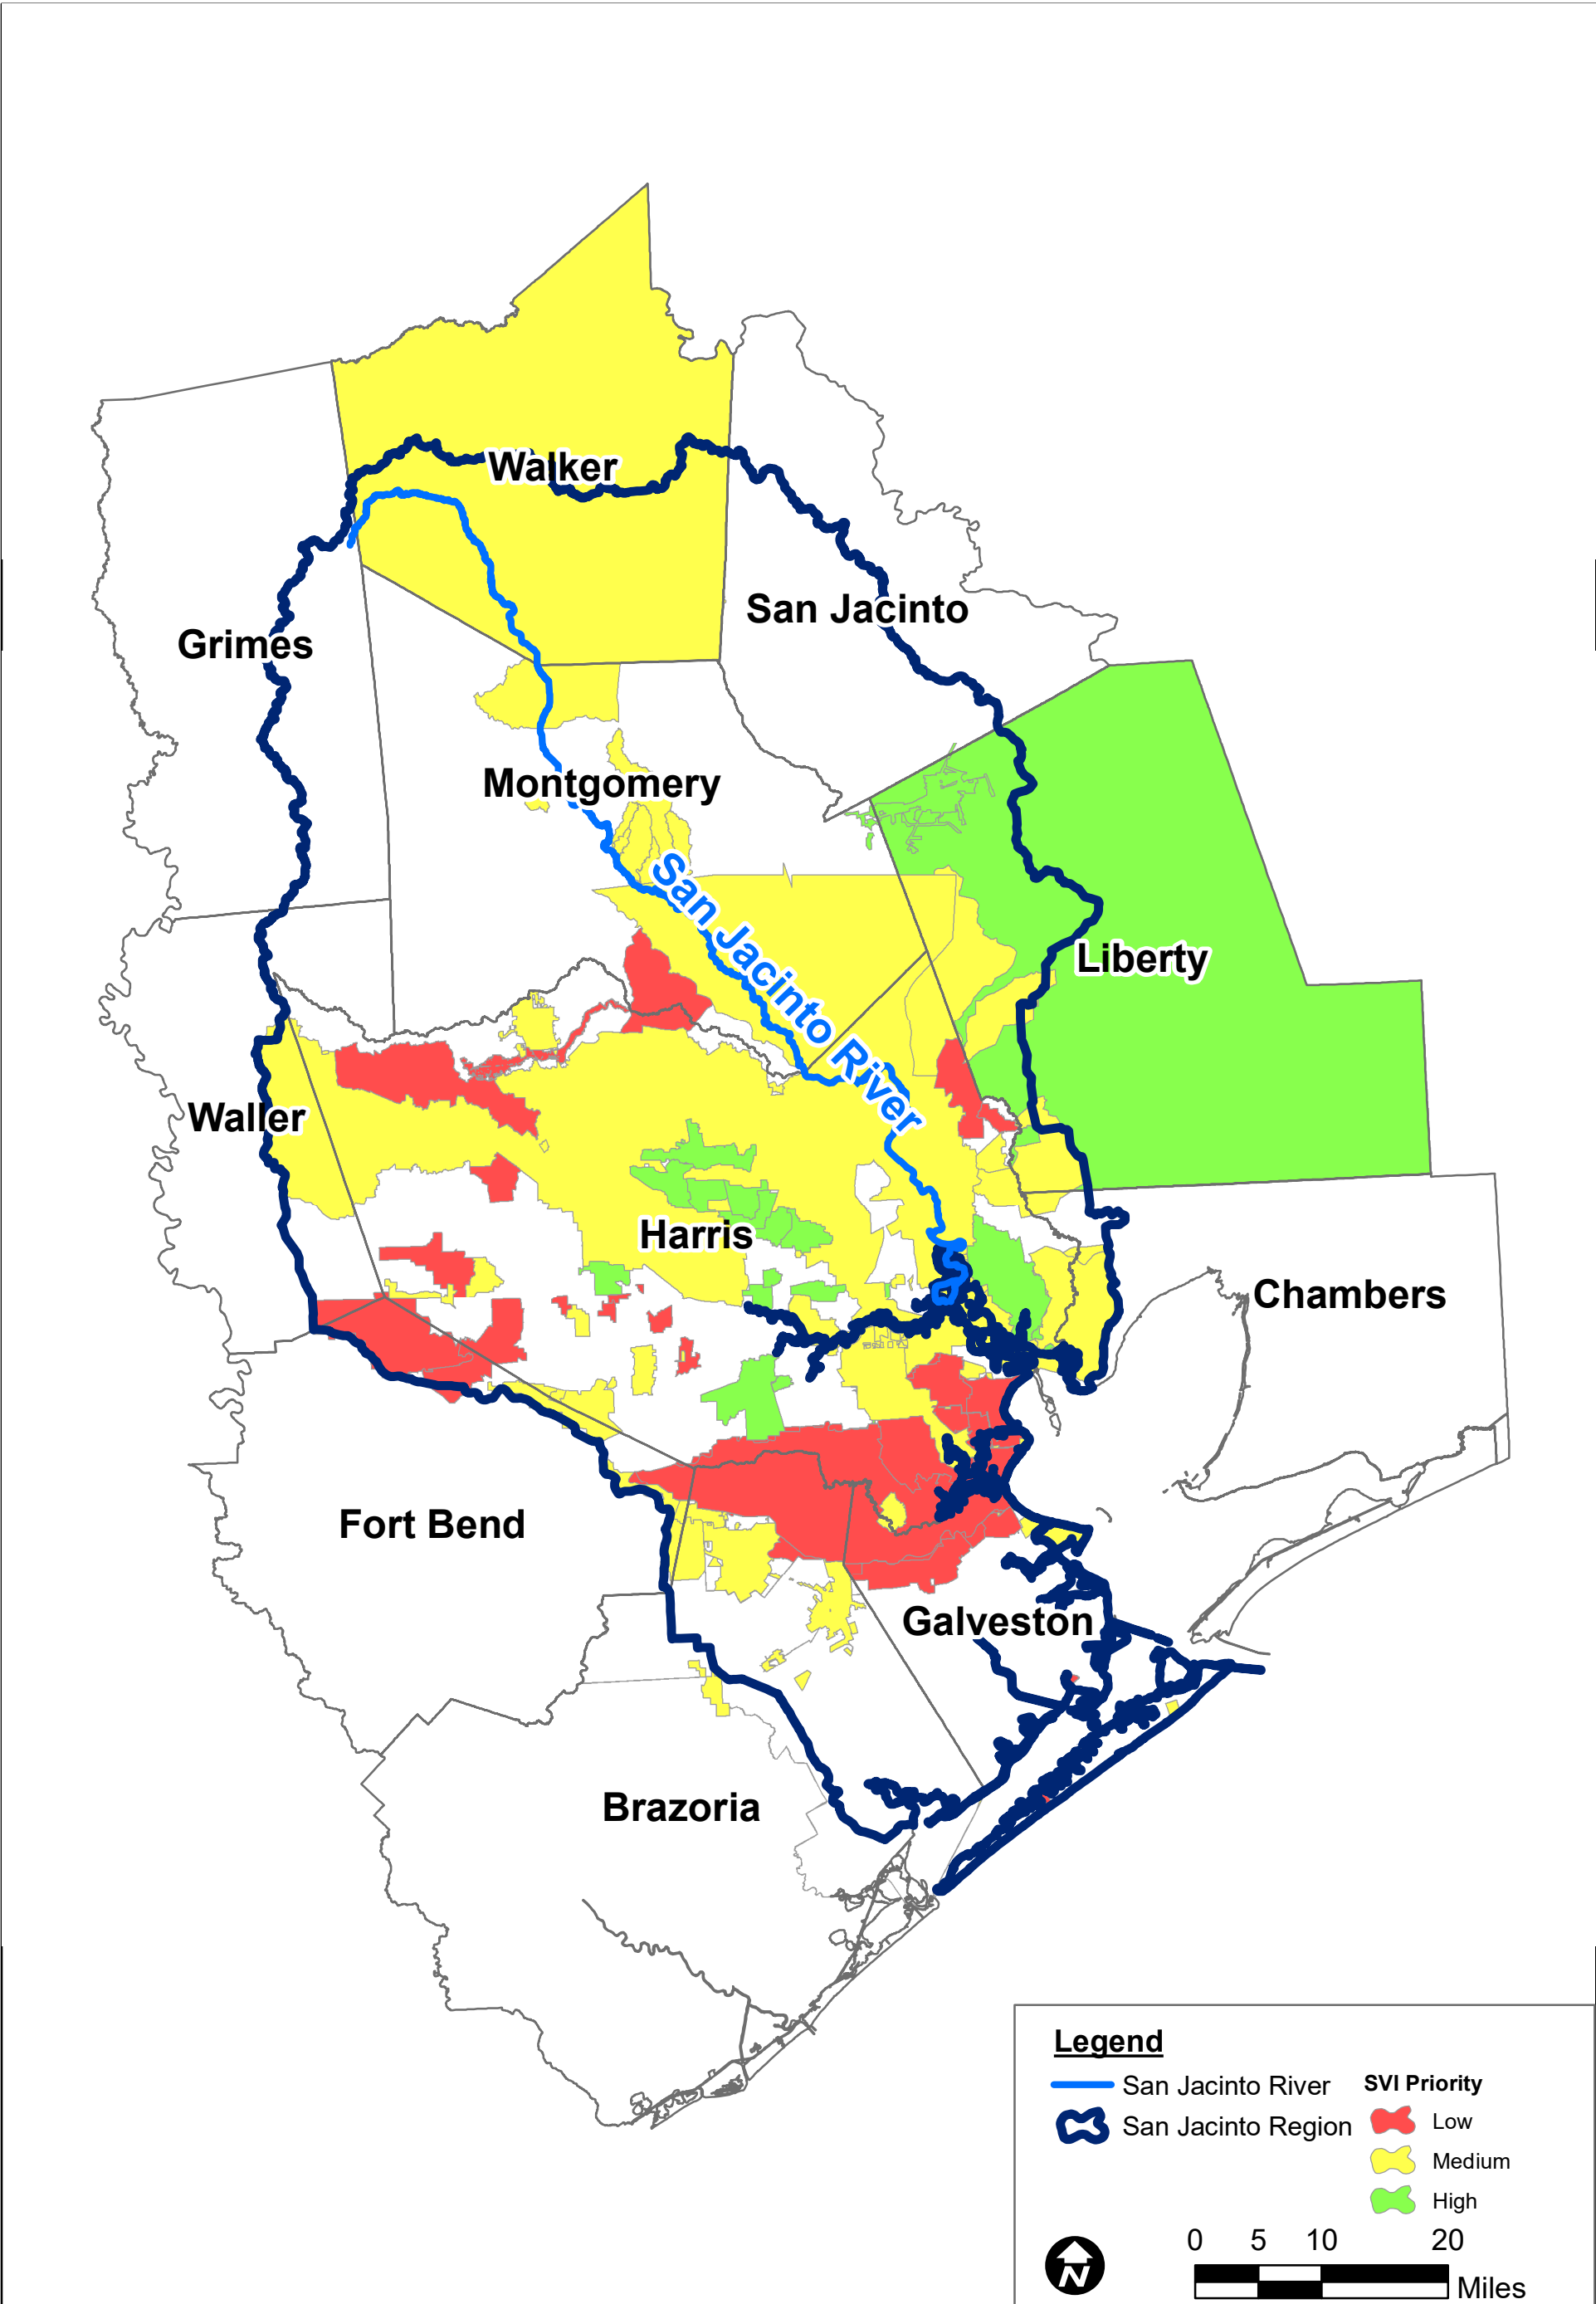 Walker
San Jacinto
Grimes
Montgomery
San Jacinto River
Liberty
Waller
Harris
Chambers
Fort Bend
Galveston
Brazoria
Legend
San Jacinto River
San Jacinto Region
SVI Priority
Low
Medium
High
N
0 5 10 20
Miles